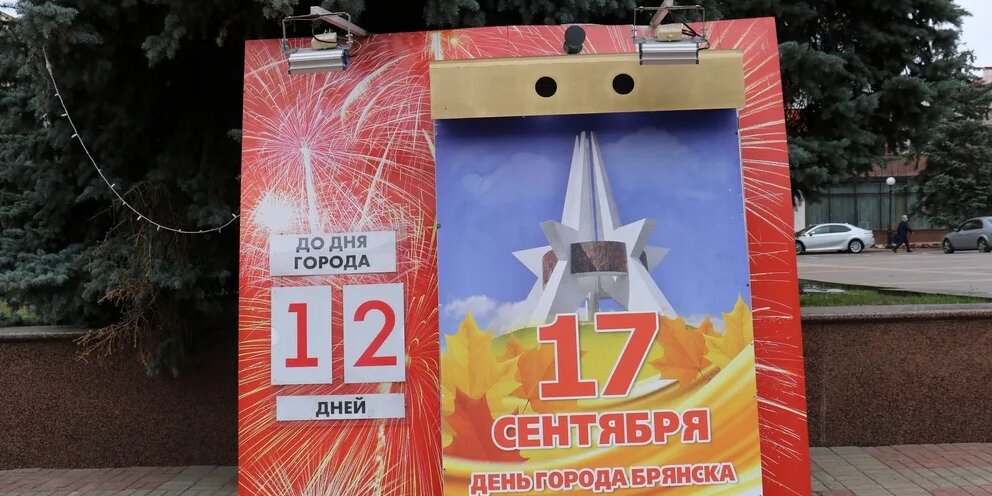 ДО ДНЯ
ГОРОДА
12
ДНЕЙ
17
СЕНТЯБРЯ
ДЕНЬ ГОРОДА БРЯНСКА